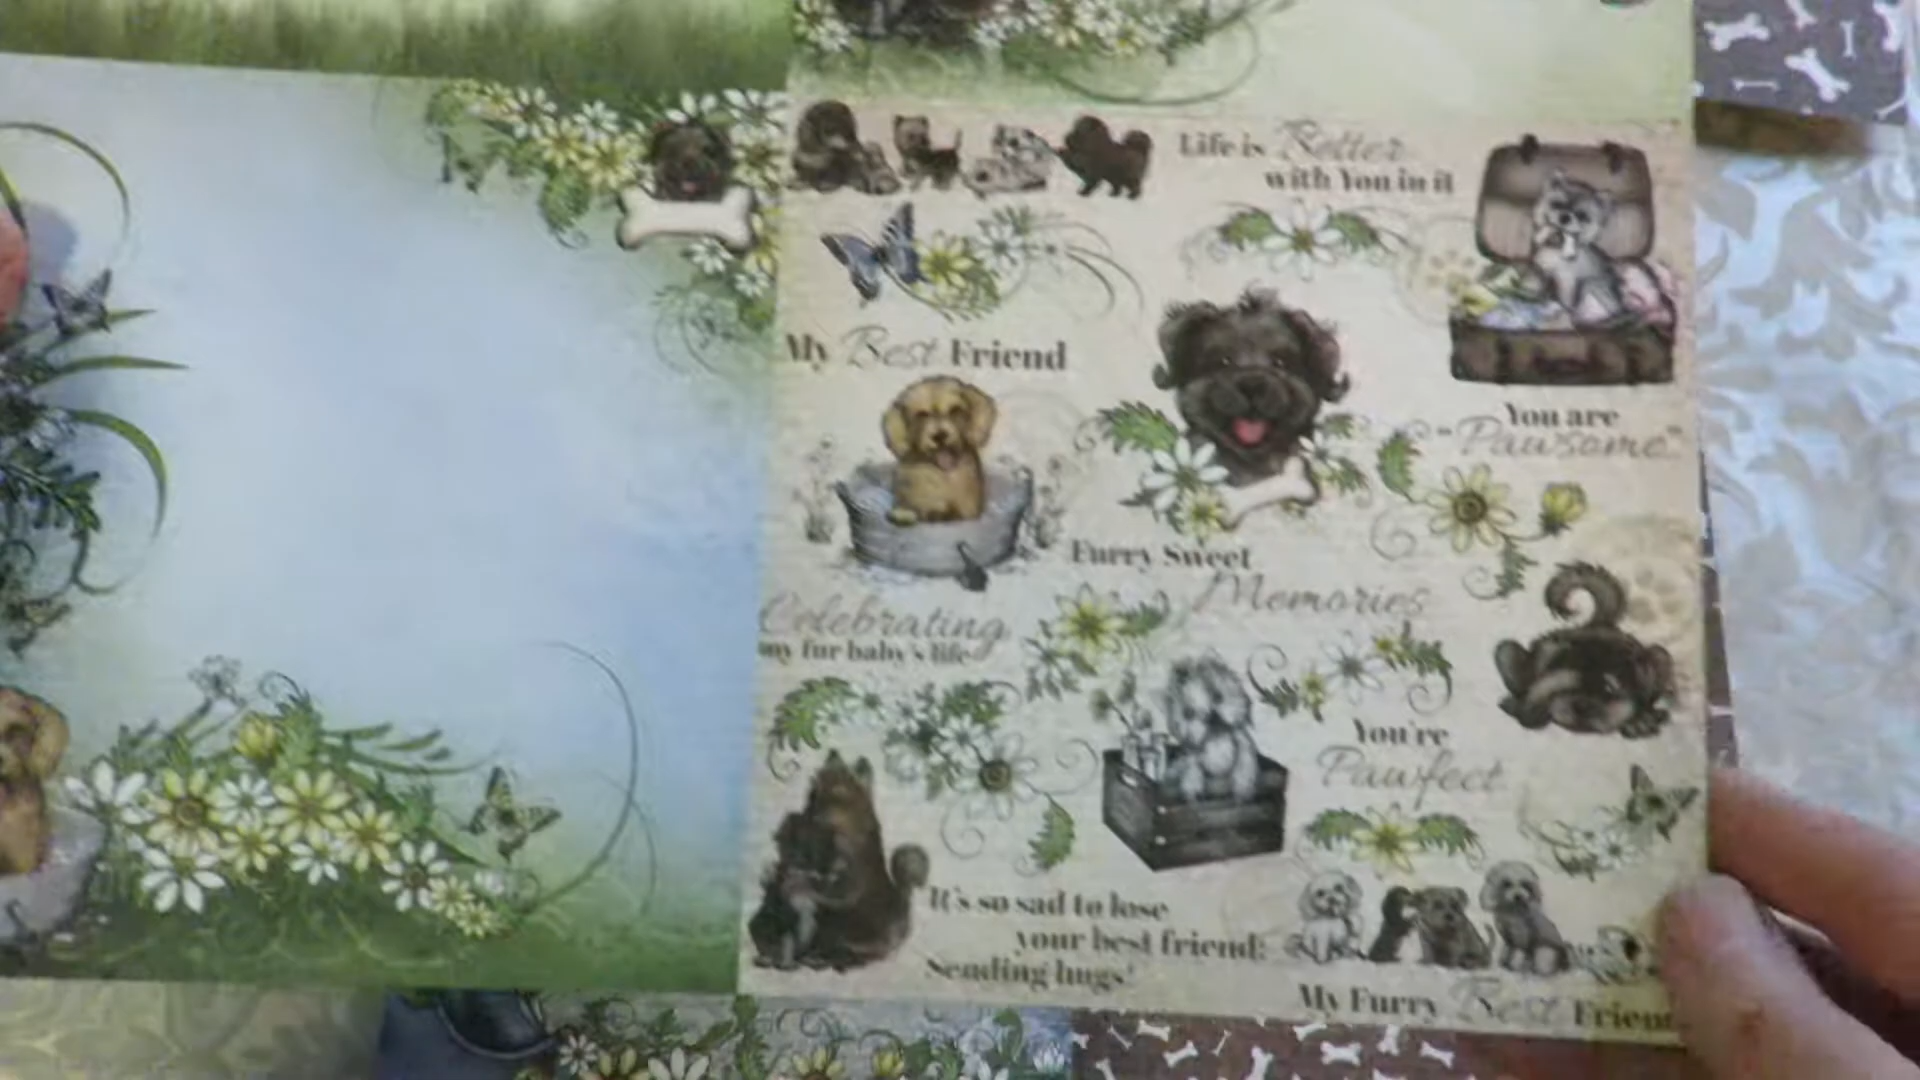 Life is Better
with You in it
My Best Friend
You are
"Pawsome"
Furry Sweet
Memories
Celebrating
my fur baby's life
You're
Pawfect
It's so sad to lose
your best friend:
Sending hugs!
My Furry Best Friend